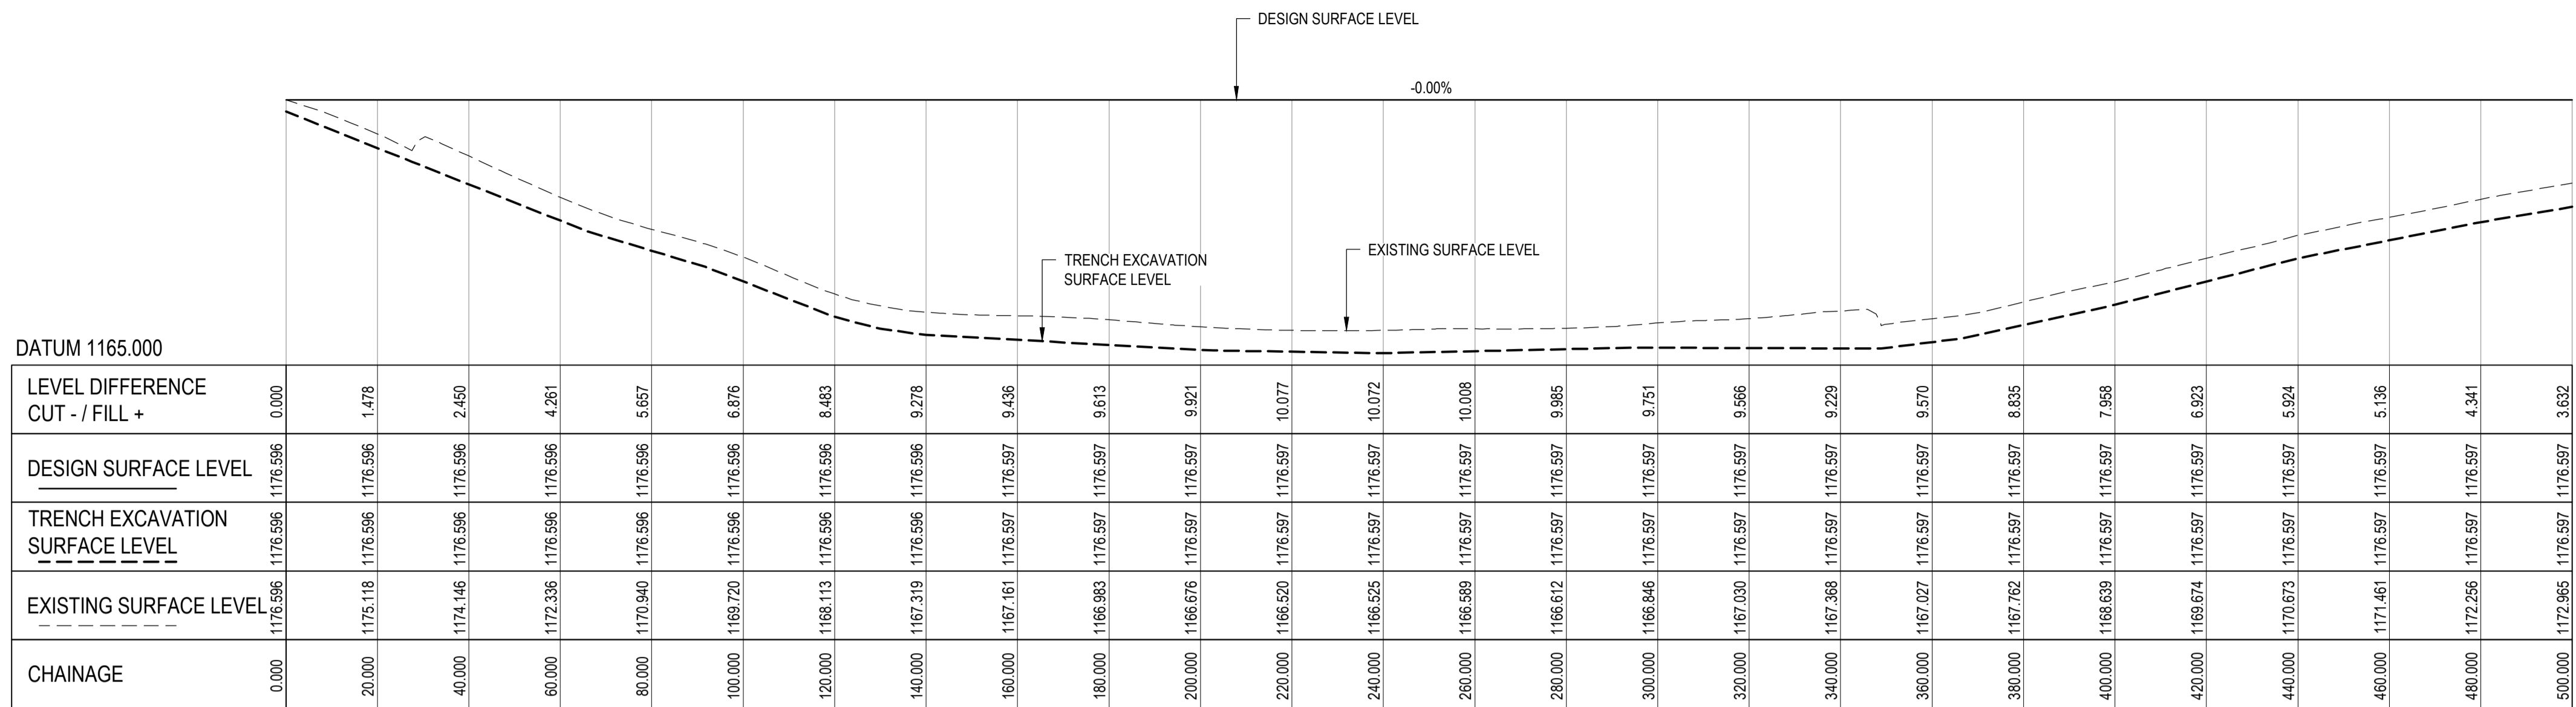 DESIGN SURFACE LEVEL
-0.00%
TRENCH EXCAVATION
SURFACE LEVEL
EXISTING SURFACE LEVEL
DATUM 1165.000
LEVEL DIFFERENCE
CUT - / FILL +
0.000 1.478 2.450 4.261 5.657 6.876 8.483 9.278 9.436 9.613 9.921 10.077 10.072 10.008 9.985 9.751 9.566 9.229 9.570 8.835 7.958 6.923 5.924 5.136 4.341 3.632
DESIGN SURFACE LEVEL
1176.596 1176.596 1176.596 1176.596 1176.596 1176.596 1176.596 1176.596 1176.597 1176.597 1176.597 1176.597 1176.597 1176.597 1176.597 1176.597 1176.597 1176.597 1176.597 1176.597 1176.597 1176.597 1176.597 1176.597 1176.597 1176.597
TRENCH EXCAVATION
SURFACE LEVEL
1176.596 1176.596 1176.596 1176.596 1176.596 1176.596 1176.596 1176.596 1176.597 1176.597 1176.597 1176.597 1176.597 1176.597 1176.597 1176.597 1176.597 1176.597 1176.597 1176.597 1176.597 1176.597 1176.597 1176.597 1176.597 1176.597
EXISTING SURFACE LEVEL
1176.596 1175.118 1174.146 1172.336 1170.940 1169.720 1168.113 1167.319 1167.161 1166.983 1166.676 1166.520 1166.525 1166.589 1166.612 1166.846 1167.030 1167.368 1167.027 1167.762 1168.639 1169.674 1170.673 1171.461 1172.256 1172.965
CHAINAGE
0.000 20.000 40.000 60.000 80.000 100.000 120.000 140.000 160.000 180.000 200.000 220.000 240.000 260.000 280.000 300.000 320.000 340.000 360.000 380.000 400.000 420.000 440.000 460.000 480.000 500.000